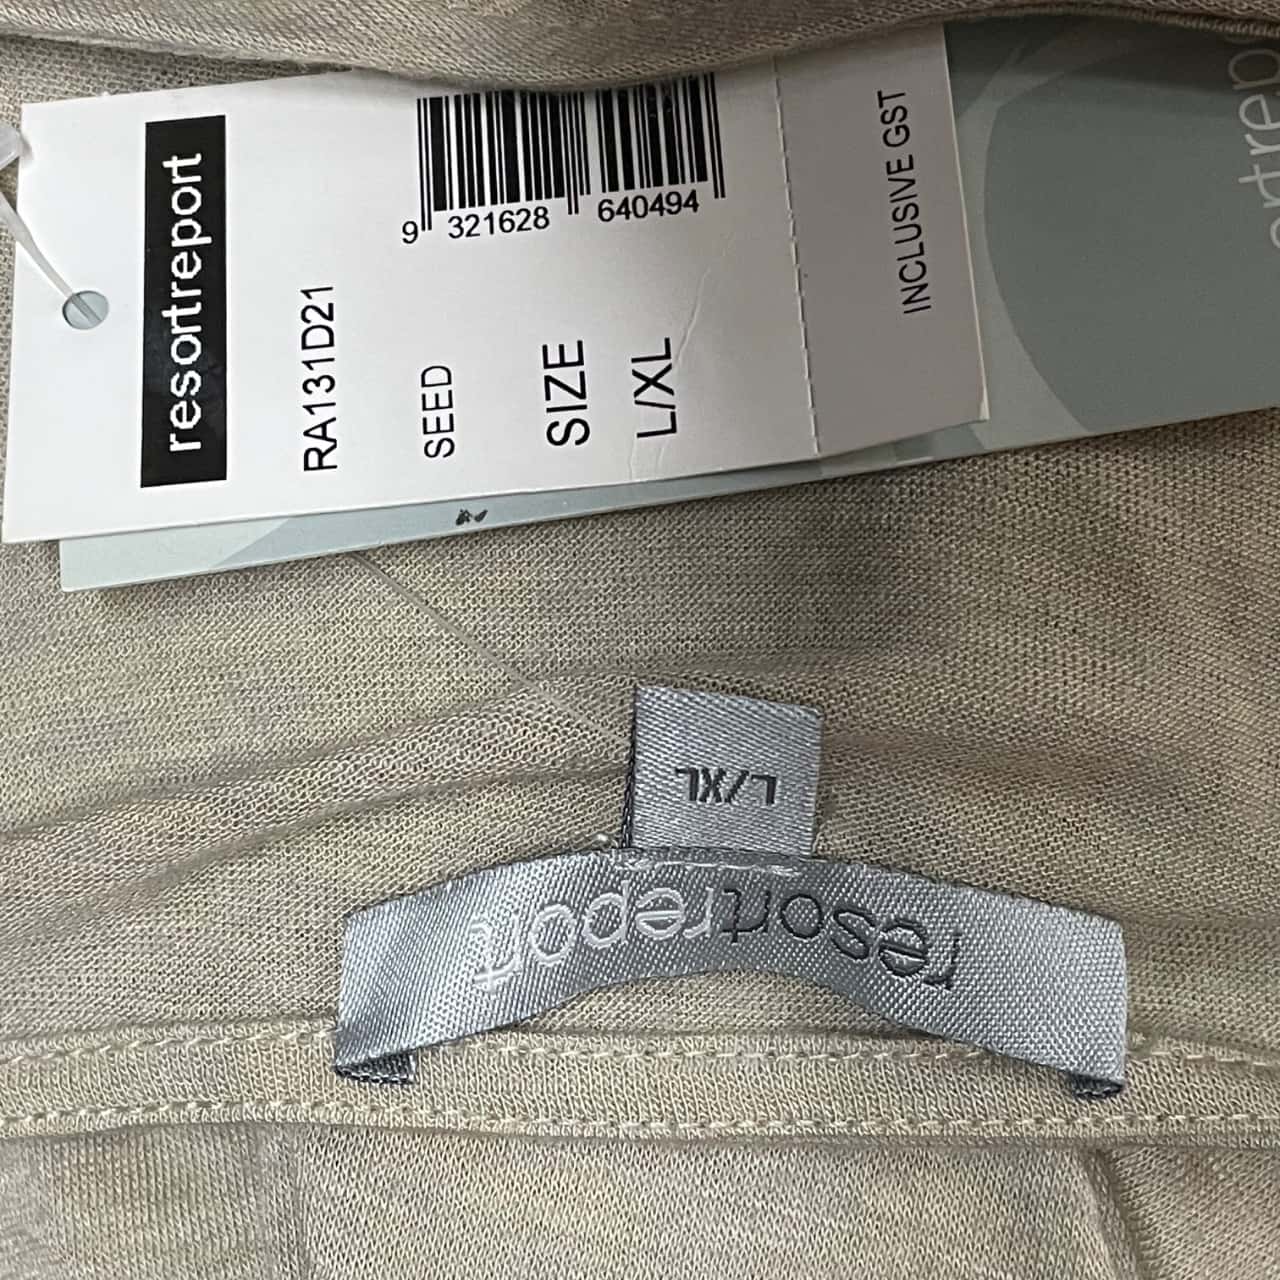 resortreport
RA131D21
SEED
SIZE
L/XL
9 321628 640494
INCLUSIVE GST
L/XL
resortreport